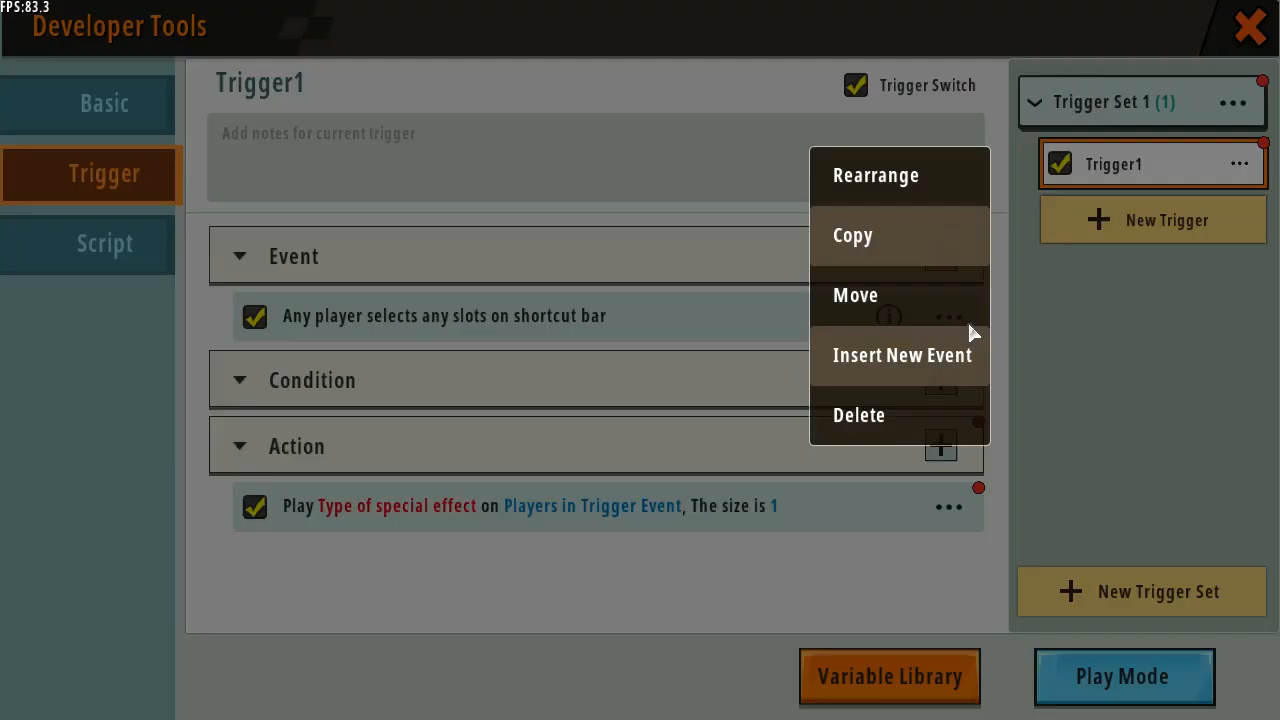 FPS:83.3
Developer Tools
Basic
Trigger
Script
Trigger1
Trigger Switch
Add notes for current trigger
Event
Any player selects any slots on shortcut bar
Condition
Action
Play Type of special effect on Players in Trigger Event, The size is 1
Rearrange
Copy
Move
Insert New Event
Delete
Trigger Set 1 (1)
Trigger1
New Trigger
New Trigger Set
Variable Library
Play Mode